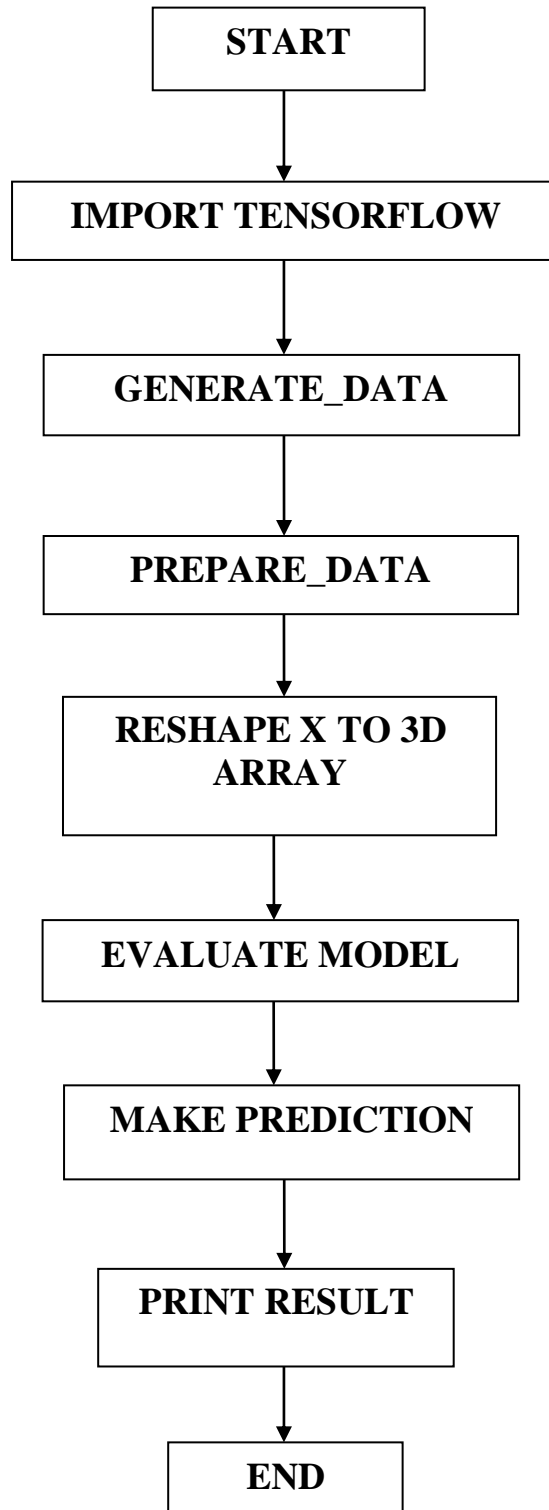 START
IMPORT TENSORFLOW
GENERATE_DATA
PREPARE_DATA
RESHAPE X TO 3D
ARRAY
EVALUATE MODEL
MAKE PREDICTION
PRINT RESULT
END